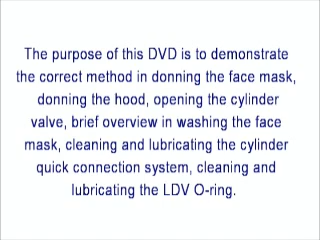 The purpose of this DVD is to demonstrate
the correct method in donning the face mask,
donning the hood, opening the cylinder
valve, brief overview in washing the face
mask, cleaning and lubricating the cylinder
quick connection system, cleaning and
lubricating the LDV O-ring.